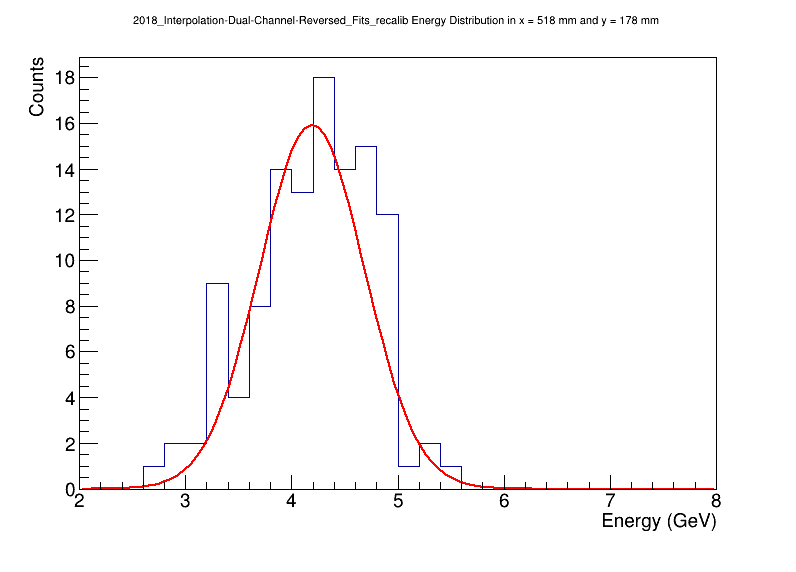 2018_Interpolation-Dual-Channel-Reversed_Fits_recalib Energy Distribution in x = 518 mm and y = 178 mm
Counts
18
16
14
12
10
8
6
4
2
0
2 3 4 5 6 7 8
Energy (GeV)